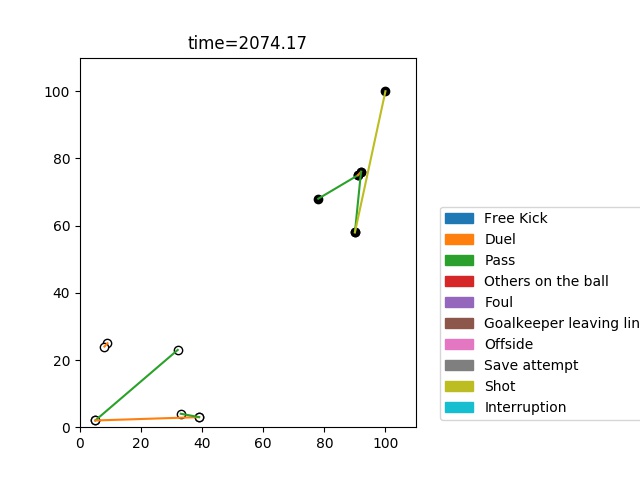 time=2074.17
100
80
60
40
20
0
0 20 40 60 80 100
Free Kick
Duel
Pass
Others on the ball
Foul
Goalkeeper leaving lin
Offside
Save attempt
Shot
Interruption